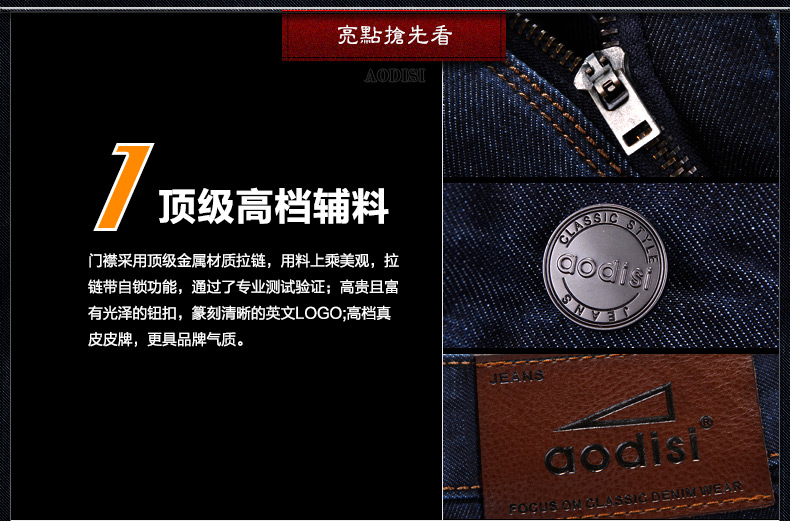 亮點搶先看
AODISI
1
顶级高档辅料
门襟采用顶级金属材质拉链，用料上乘美观，拉
链带自锁功能，通过了专业测试验证；高贵且富
有光泽的钮扣，篆刻清晰的英文LOGO;高档真
皮皮牌，更具品牌气质。
CLASSIC STYLE
aodisi
JEANS
JEANS
aodisi®
FOCUS ON CLASSIC DENIM WEAR